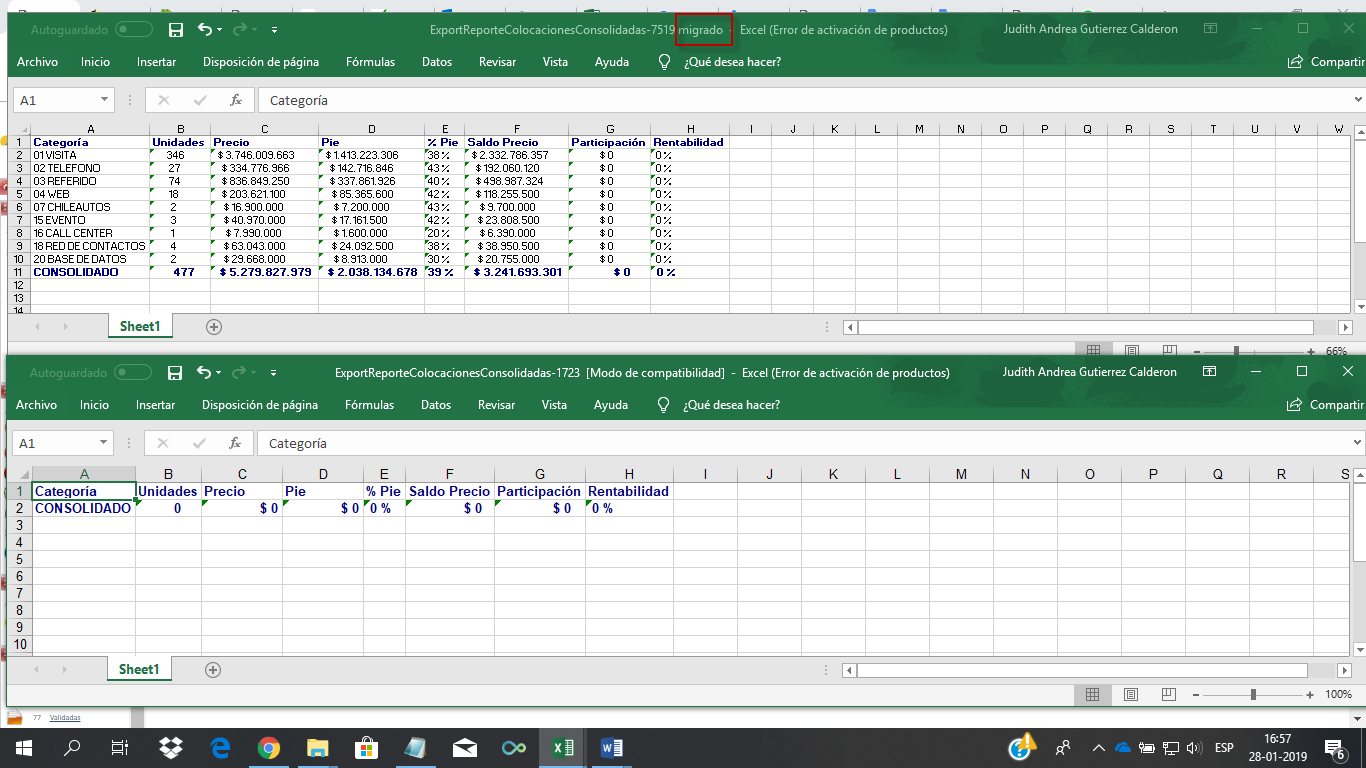 Autoguardado ExportReporteColocacionesConsolidadas-7519 migrado - Excel (Error de activación de productos) Judith Andrea Gutierrez Calderon
Archivo Inicio Insertar Disposición de página Fórmulas Datos Revisar Vista Ayuda ¿Qué desea hacer? Compartir
A1 fx Categoría
A B C D E F G H I J K L M N O P Q R S T U V W
1 Categoría Unidades Precio Pie % Pie Saldo Precio Participación Rentabilidad
2 01 VISITA 346 $ 3.746.009.663 $ 1.413.223.306 38 % $ 2.332.786.357 $ 0 0 %
3 02 TELEFONO 27 $ 334.776.966 $ 142.716.846 43 % $ 192.060.120 $ 0 0 %
4 03 REFERIDO 74 $ 836.849.250 $ 337.861.926 40 % $ 498.987.324 $ 0 0 %
5 04 WEB 18 $ 203.621.100 $ 85.365.600 42 % $ 118.255.500 $ 0 0 %
6 07 CHILEAUTOS 2 $ 16.900.000 $ 7.200.000 43 % $ 9.700.000 $ 0 0 %
7 15 EVENTO 3 $ 40.970.000 $ 17.161.500 42 % $ 23.808.500 $ 0 0 %
8 16 CALL CENTER 1 $ 7.990.000 $ 1.600.000 20 % $ 6.390.000 $ 0 0 %
9 18 RED DE CONTACTOS 4 $ 63.043.000 $ 24.092.500 38 % $ 38.950.500 $ 0 0 %
10 20 BASE DE DATOS 2 $ 29.668.000 $ 8.913.000 30 % $ 20.755.000 $ 0 0 %
11 CONSOLIDADO 477 $ 5.279.827.979 $ 2.038.134.678 39 % $ 3.241.693.301 $ 0 0 %
12
13
14
Sheet1
66%
Autoguardado ExportReporteColocacionesConsolidadas-1723 [Modo de compatibilidad] - Excel (Error de activación de productos) Judith Andrea Gutierrez Calderon
Archivo Inicio Insertar Disposición de página Fórmulas Datos Revisar Vista Ayuda ¿Qué desea hacer? Compartir
A1 fx Categoría
A B C D E F G H I J K L M N O P Q R S
1 Categoría Unidades Precio Pie % Pie Saldo Precio Participación Rentabilidad
2 CONSOLIDADO 0 $ 0 $ 0 0 % $ 0 $ 0 0 %
3
4
5
6
7
8
9
10
Sheet1
100%
77 Validadas
ESP 16:57
28-01-2019 6